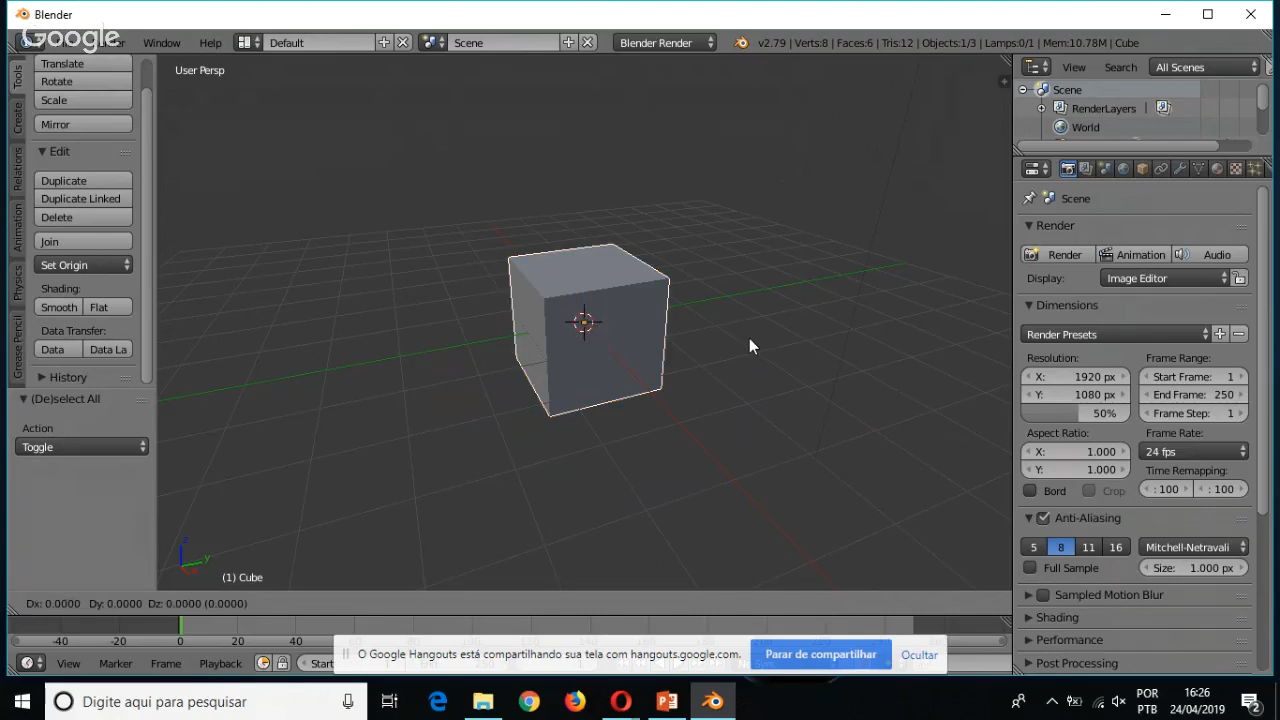 Blender
Google
Window Help Default Scene Blender Render v2.79 | Verts:8 | Faces:6 | Tris:12 | Objects:1/3 | Lamps:0/1 | Mem:10.78M | Cube
Tools
Create
Relations
Animation
Physics
Grease Pencil
Translate
Rotate
Scale
Mirror
Edit
Duplicate
Duplicate Linked
Delete
Join
Set Origin
Shading:
Smooth Flat
Data Transfer:
Data Data La
History
(De)select All
Action
Toggle
User Persp
(1) Cube
z
y
Dx: 0.0000 Dy: 0.0000 Dz: 0.0000 (0.0000)
-40 -20 0 20 40
View Marker Frame Playback Start
View Search All Scenes
Scene
RenderLayers
World
Scene
Render
Render Animation Audio
Display: Image Editor
Dimensions
Render Presets
Resolution: Frame Range:
X: 1920 px Start Frame: 1
Y: 1080 px End Frame: 250
50% Frame Step: 1
Aspect Ratio: Frame Rate:
X: 1.000 24 fps
Y: 1.000 Time Remapping:
Bord Crop : 100 : 100
Anti-Aliasing
5 8 11 16 Mitchell-Netravali
Full Sample Size: 1.000 px
Sampled Motion Blur
Shading
Performance
Post Processing
O Google Hangouts está compartilhando sua tela com hangouts.google.com. Parar de compartilhar Ocultar
Digite aqui para pesquisar
POR
PTB
16:26
24/04/2019
2